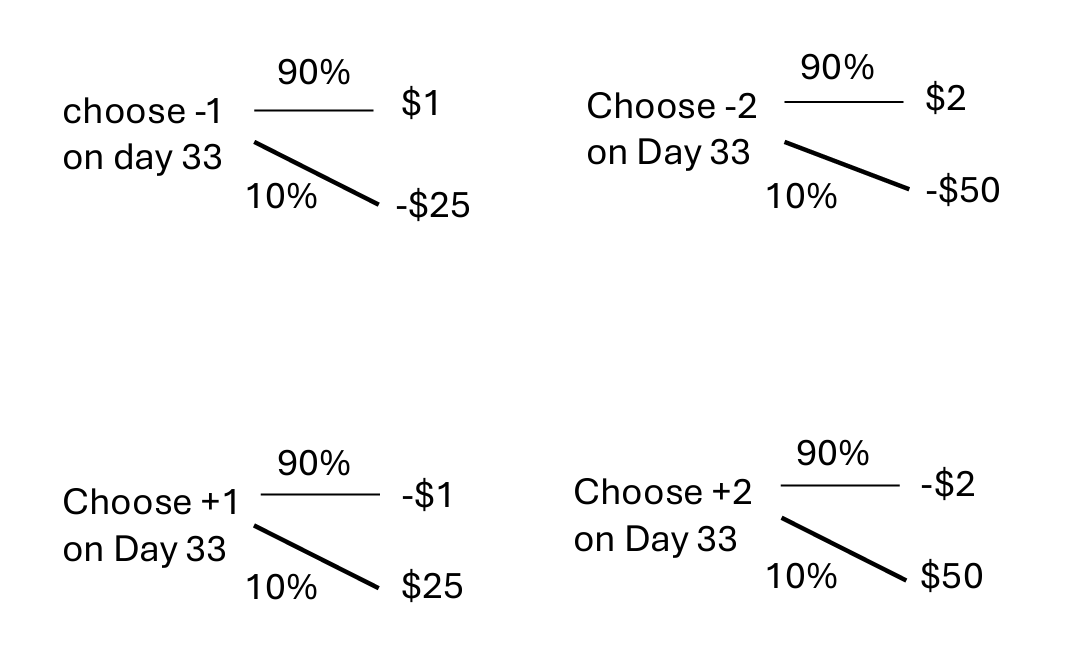 90%
choose -1
on day 33
$1
10%
-$25
90%
Choose -2
on Day 33
$2
10%
-$50
90%
Choose +1
on Day 33
-$1
10%
$25
90%
Choose +2
on Day 33
-$2
10%
$50